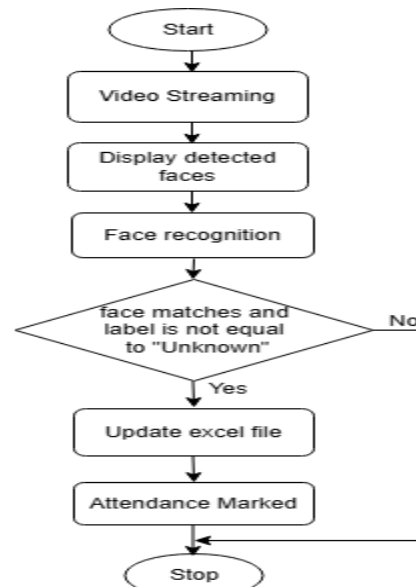 Start
Video Streaming
Display detected
faces
Face recognition
face matches and
label is not equal
to "Unknown"
No
Yes
Update excel file
Attendance Marked
Stop